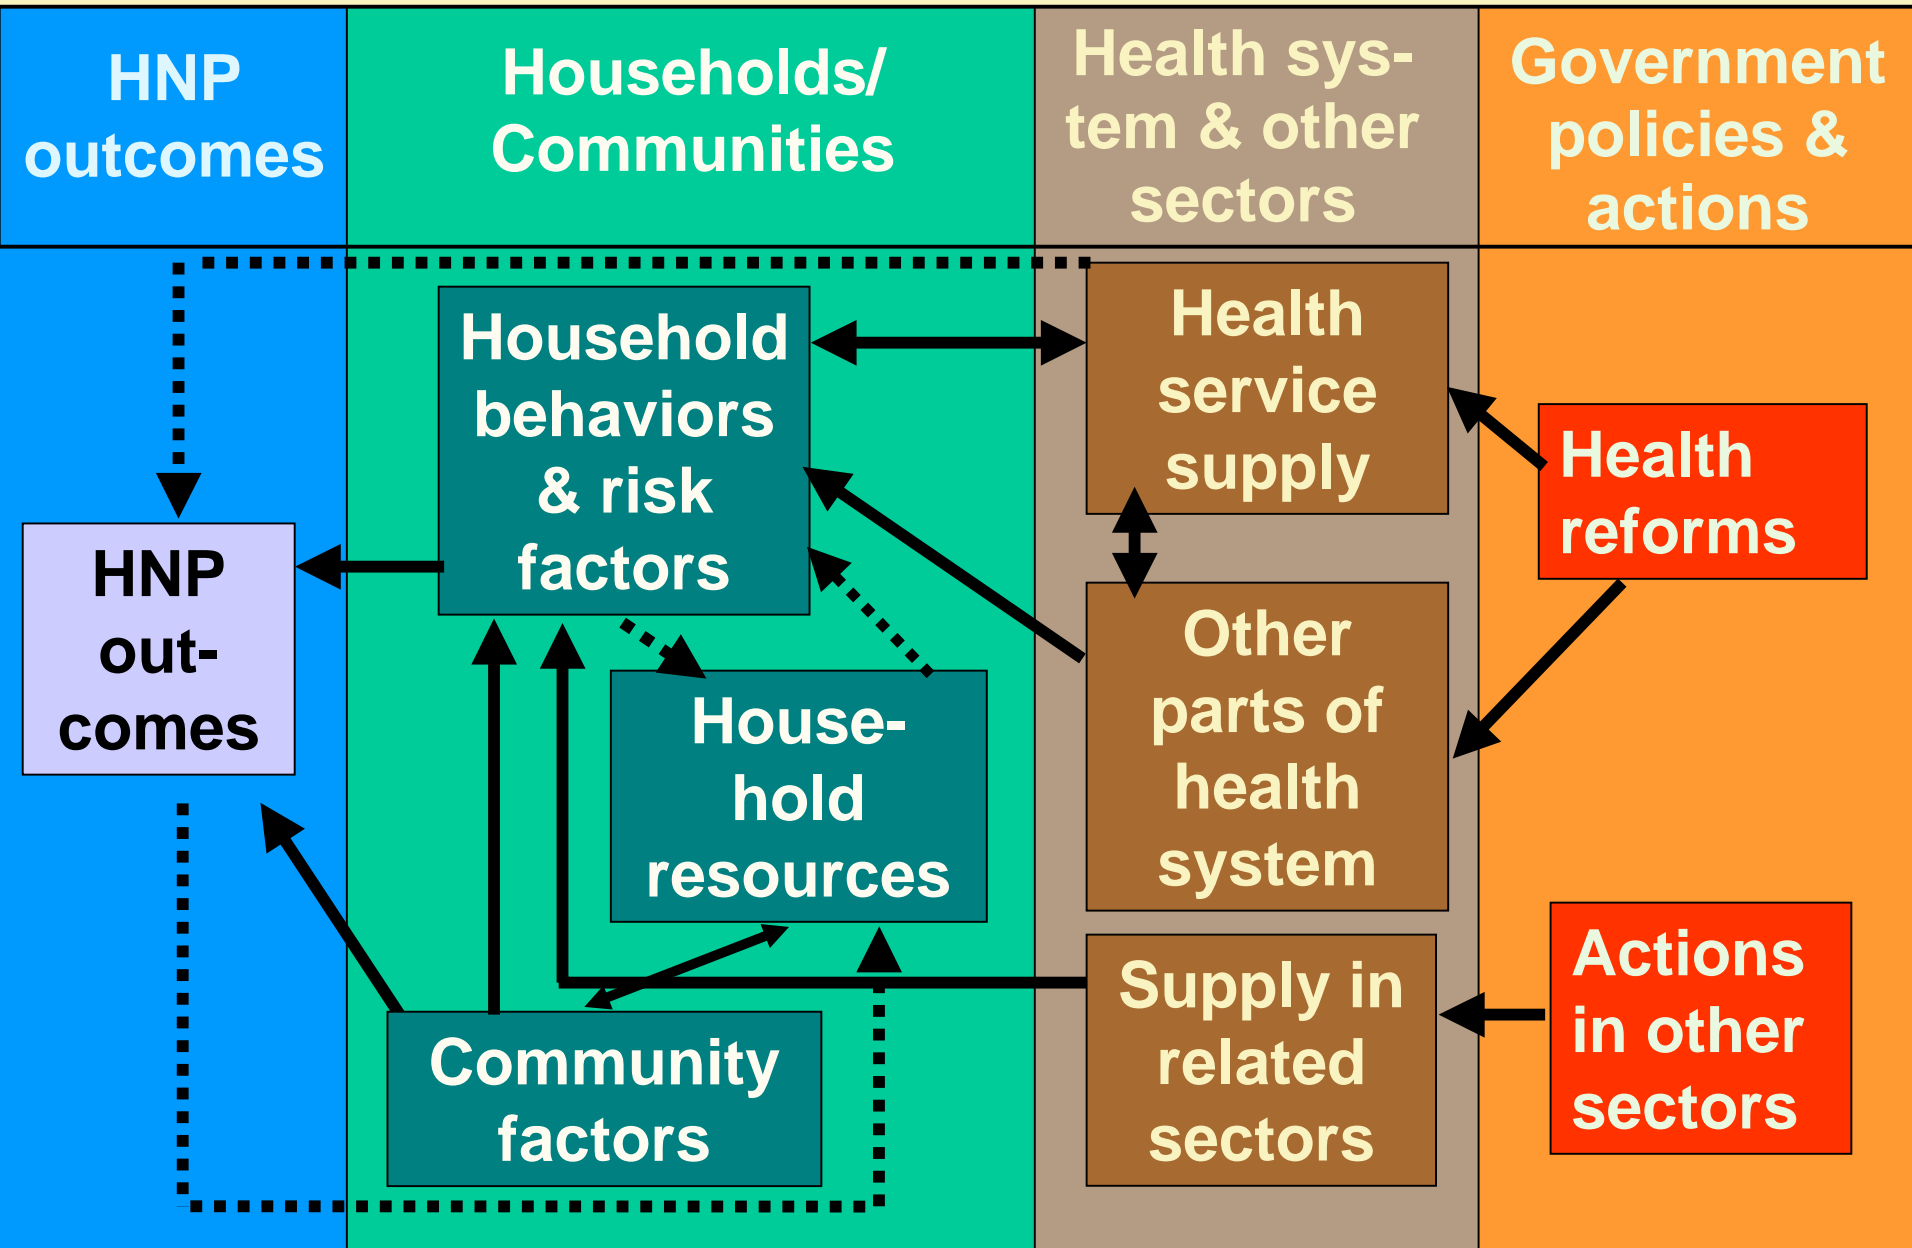 HNP
outcomes
Households/
Communities
Health sys-
tem & other
sectors
Government
policies &
actions
Household
behaviors
& risk
factors
Health
service
supply
Health
reforms
HNP
out-
comes
House-
hold
resources
Other
parts of
health
system
Community
factors
Supply in
related
sectors
Actions
in other
sectors